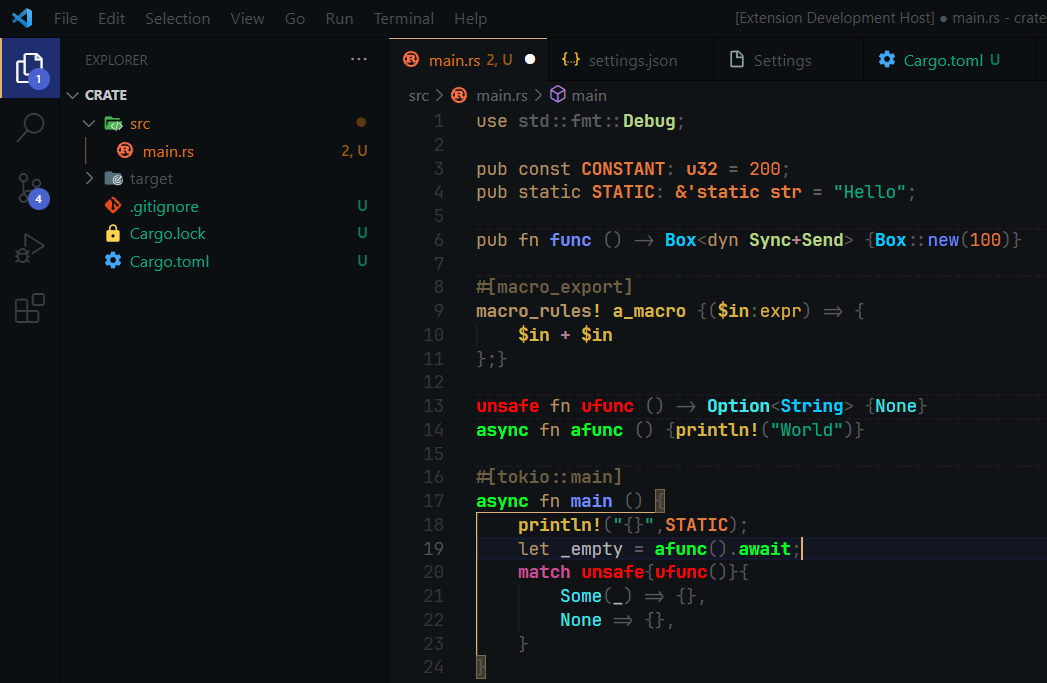 File Edit Selection View Go Run Terminal Help [Extension Development Host] ● main.rs - crate
EXPLORER ···
main.rs 2, U ●
settings.json
Settings
Cargo.toml U
1
4
CRATE
src
main.rs 2, U
target
.gitignore U
Cargo.lock U
Cargo.toml U
src > main.rs > main
1 use std::fmt::Debug;
2
3 pub const CONSTANT: u32 = 200;
4 pub static STATIC: &'static str = "Hello";
5
6 pub fn func () -> Box<dyn Sync+Send> {Box::new(100)}
7
8 #[macro_export]
9 macro_rules! a_macro {($in:expr) => {
10 $in + $in
11 };}
12
13 unsafe fn ufunc () -> Option<String> {None}
14 async fn afunc () {println!("World")}
15
16 #[tokio::main]
17 async fn main () {
18 println!("{}",STATIC);
19 let _empty = afunc().await;
20 match unsafe{ufunc()}{
21 Some(_) => {},
22 None => {},
23 }
24 }